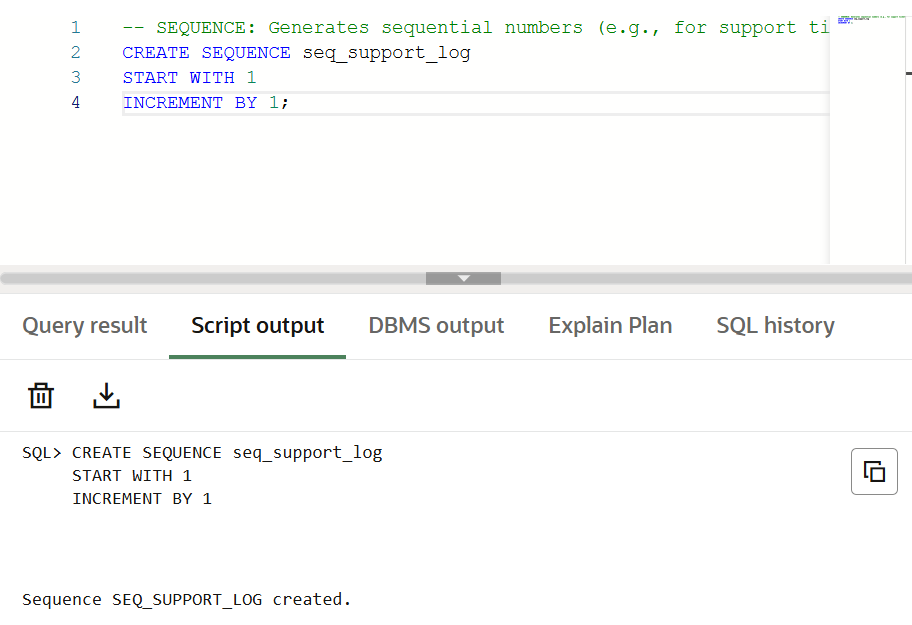 1 -- SEQUENCE: Generates sequential numbers (e.g., for support ti
2 CREATE SEQUENCE seq_support_log
3 START WITH 1
4 INCREMENT BY 1;
Query result Script output DBMS output Explain Plan SQL history
SQL> CREATE SEQUENCE seq_support_log
START WITH 1
INCREMENT BY 1
Sequence SEQ_SUPPORT_LOG created.